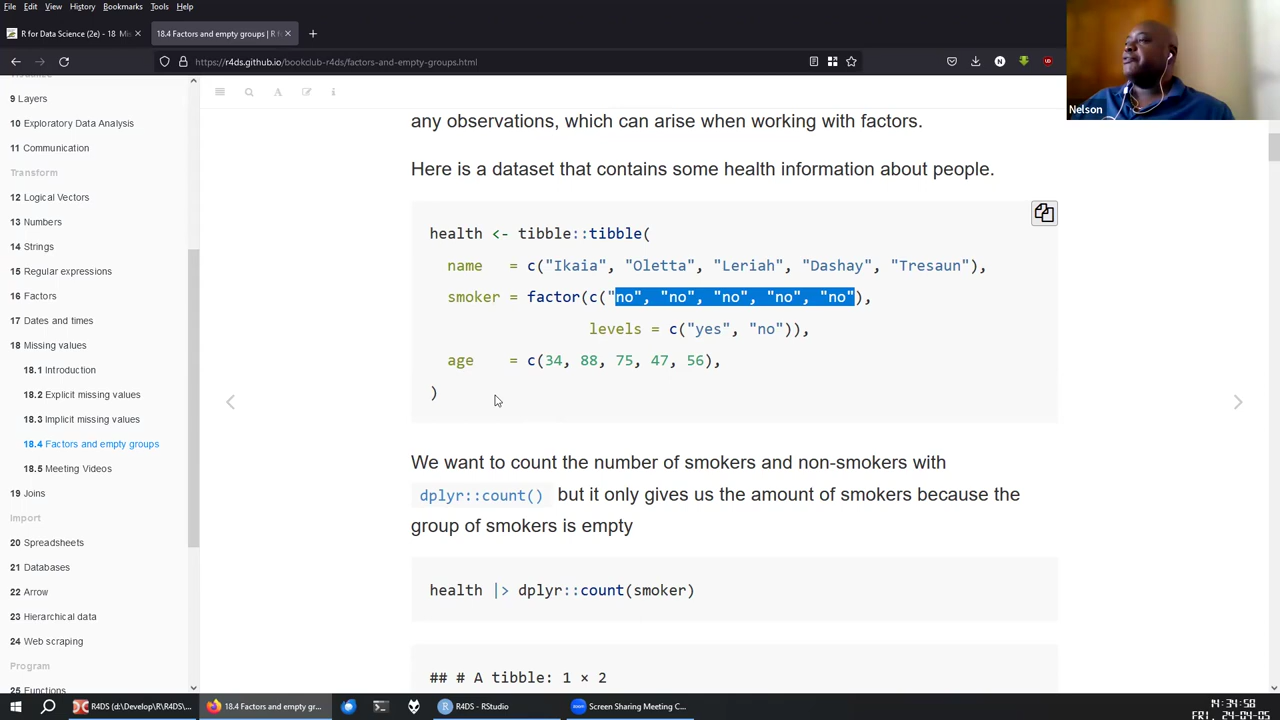 File Edit View History Bookmarks Tools Help
R for Data Science (2e) - 18 Mis
18.4 Factors and empty groups | R f
https://r4ds.github.io/bookclub-r4ds/factors-and-empty-groups.html
Nelson
9 Layers
10 Exploratory Data Analysis
11 Communication
Transform
12 Logical Vectors
13 Numbers
14 Strings
15 Regular expressions
16 Factors
17 Dates and times
18 Missing values
18.1 Introduction
18.2 Explicit missing values
18.3 Implicit missing values
18.4 Factors and empty groups
18.5 Meeting Videos
19 Joins
Import
20 Spreadsheets
21 Databases
22 Arrow
23 Hierarchical data
24 Web scraping
Program
25 Functions
any observations, which can arise when working with factors.
Here is a dataset that contains some health information about people.
health <- tibble::tibble(
name = c("Ikaia", "Oletta", "Leriah", "Dashay", "Tresaun"),
smoker = factor(c("no", "no", "no", "no", "no"),
levels = c("yes", "no")),
age = c(34, 88, 75, 47, 56),
)
We want to count the number of smokers and non-smokers with
dplyr::count() but it only gives us the amount of smokers because the
group of smokers is empty
health |> dplyr::count(smoker)
## # A tibble: 1 × 2
R4DS (d:\Develop\R\R4DS\...
18.4 Factors and empty gr...
R4DS - RStudio
Screen Sharing Meeting C...
14:34:58
FRI, 24-04-05